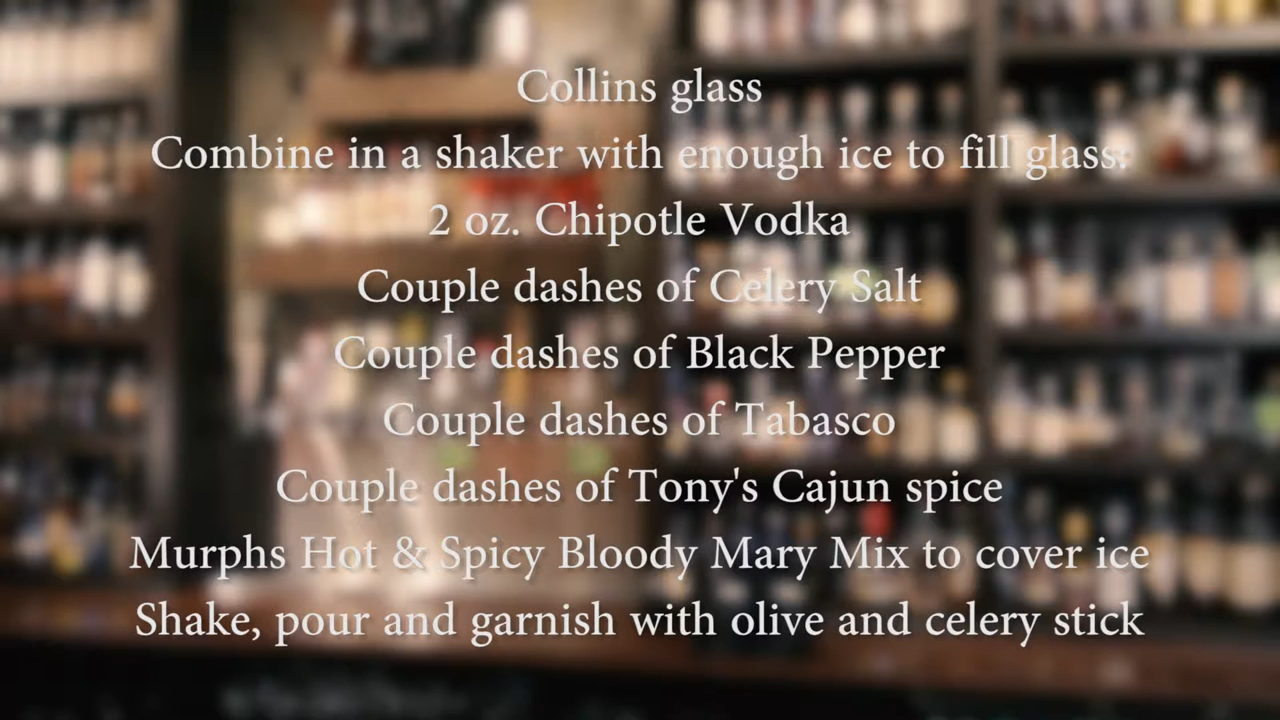 Collins glass
Combine in a shaker with enough ice to fill glass:
2 oz. Chipotle Vodka
Couple dashes of Celery Salt
Couple dashes of Black Pepper
Couple dashes of Tabasco
Couple dashes of Tony's Cajun spice
Murphs Hot & Spicy Bloody Mary Mix to cover ice
Shake, pour and garnish with olive and celery stick